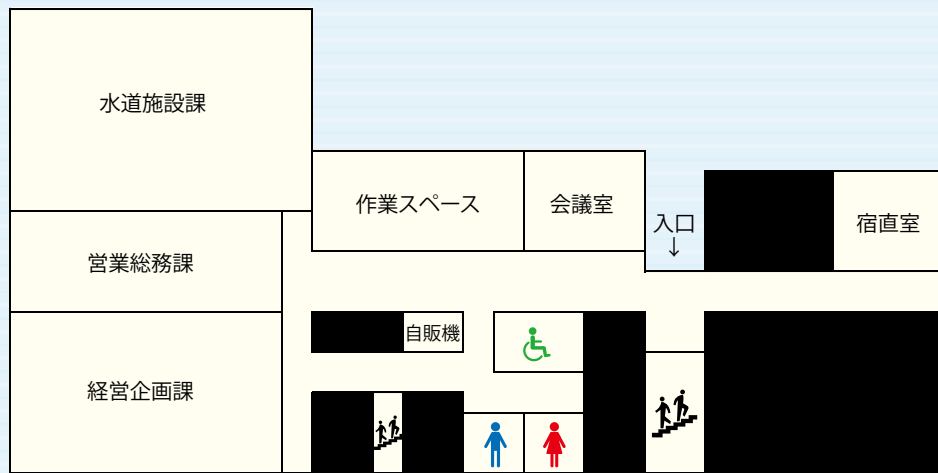 水道施設課
作業スペース
会議室
入口
↓
宿直室
営業総務課
自販機
経営企画課